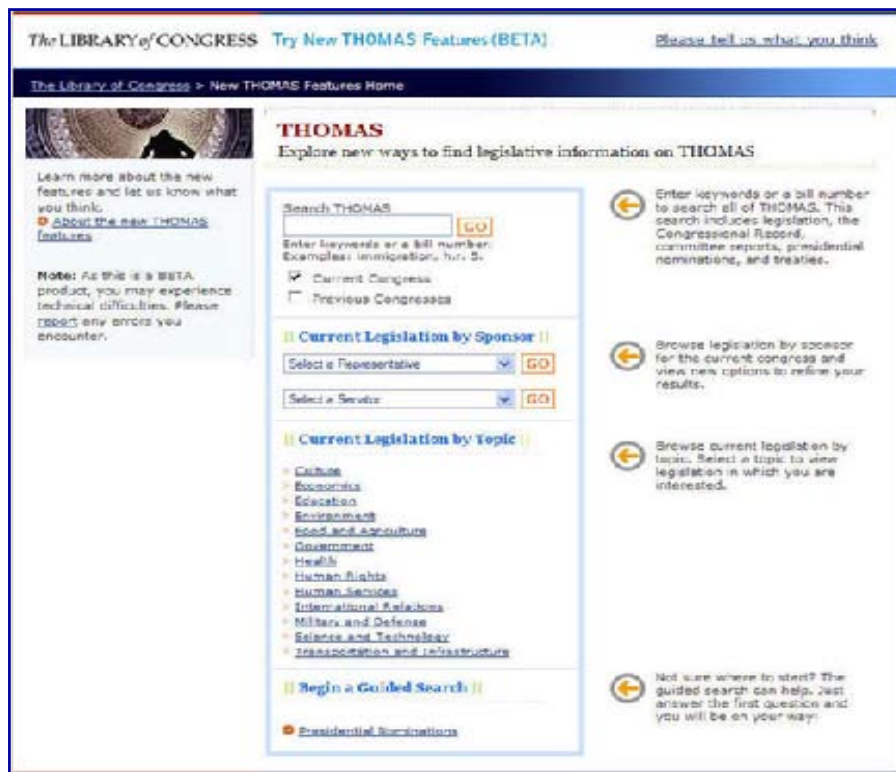 The LIBRARY of CONGRESS Try New THOMAS Features (BETA) Please tell us what you think
The Library of Congress > New THOMAS Features Home
Learn more about the new
features and let us know what
you think.
About the new THOMAS
features
Note: As this is a BETA
product, you may experience
technical difficulties. Please
report any errors you
encounter.
THOMAS
Explore new ways to find legislative information on THOMAS
Search THOMAS
GO
Enter keywords or a bill number.
Examples: immigration, h.r. 5.
Current Congress
Previous Congresses
Current Legislation by Sponsor
Select a Representative GO
Select a Senator GO
Current Legislation by Topic
Culture
Economics
Education
Environment
Food and Agriculture
Government
Health
Human Rights
Human Services
International Relations
Military and Defense
Science and Technology
Transportation and Infrastructure
Begin a Guided Search
Presidential Nominations
Enter keywords or a bill number
to search all of THOMAS. This
search includes legislation, the
Congressional Record,
committee reports, presidential
nominations, and treaties.
Browse legislation by sponsor
for the current congress and
view new options to refine your
results.
Browse current legislation by
topic. Select a topic to view
legislation in which you are
interested.
Not sure where to start? The
guided search can help. Just
answer the first question and
you will be on your way!